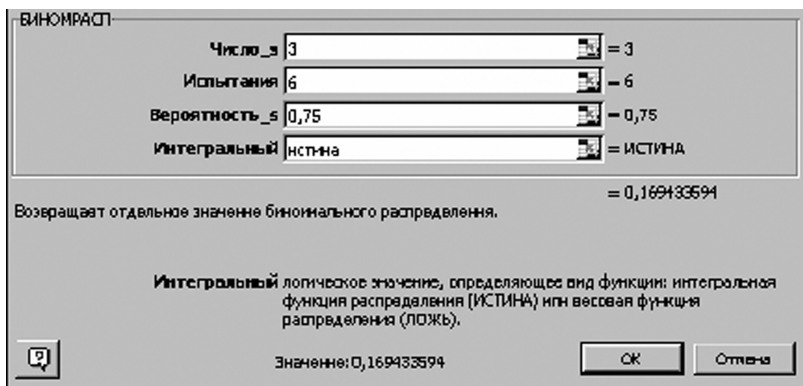 БИНОМРАСП
Число_s 3 = 3
Испытания 6 = 6
Вероятность_s 0,75 = 0,75
Интегральный истина = ИСТИНА
= 0,169433594
Возвращает отдельное значение биномиального распределения.
Интегральный логическое значение, определяющее вид функции: интегральная
функция распределения (ИСТИНА) или весовая функция
распределения (ЛОЖЬ).
Значение:0,169433594 ОК Отмена